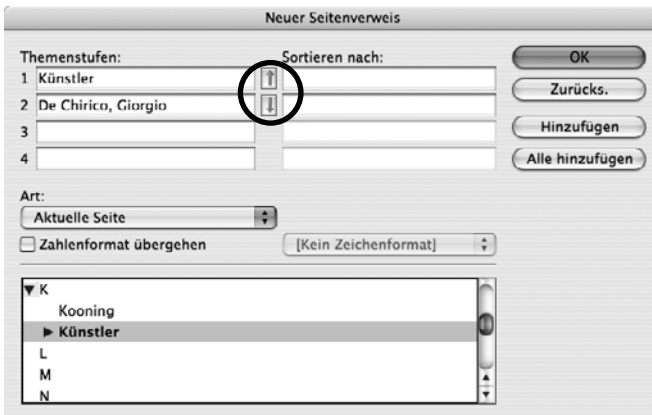 Neuer Seitenverweis
Themenstufen: Sortieren nach: OK
1 Künstler
Zurücks.
2 De Chirico, Giorgio
3 Hinzufügen
4 Alle hinzufügen
Art:
Aktuelle Seite
Zahlenformat übergehen [Kein Zeichenformat]
K
Kooning
Künstler
L
M
N